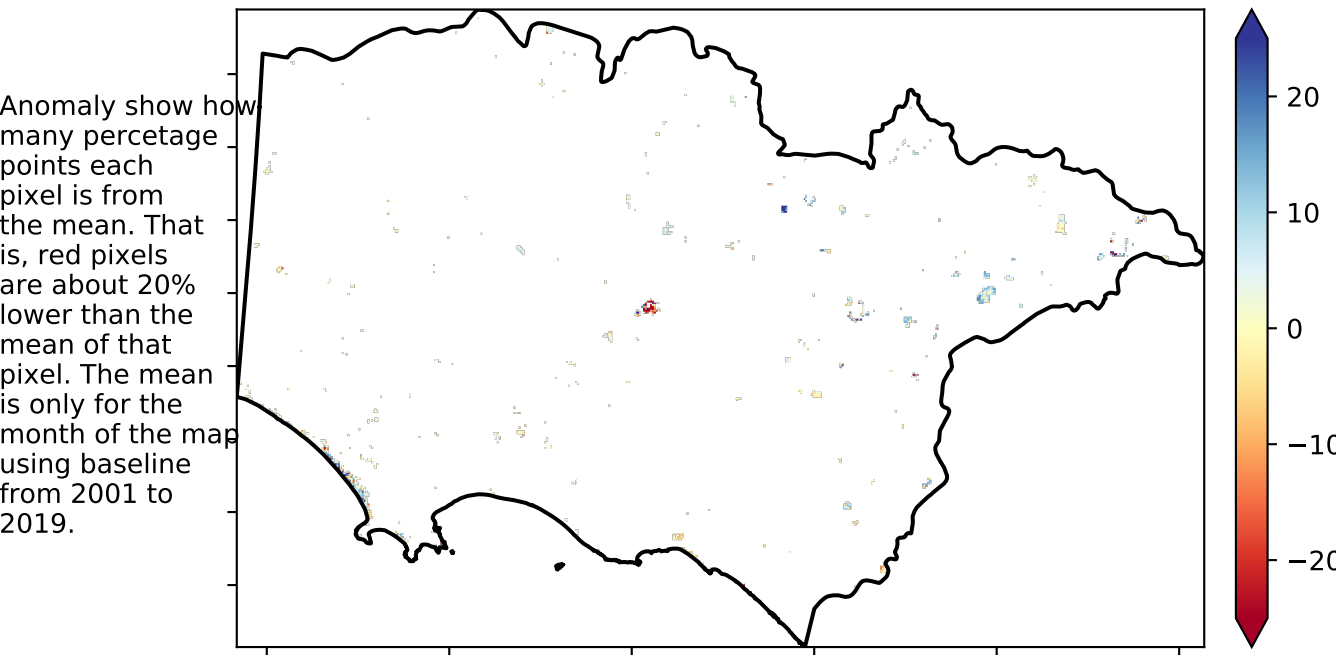 Anomaly show how
many percetage
points each
pixel is from
the mean. That
is, red pixels
are about 20%
lower than the
mean of that
pixel. The mean
is only for the
month of the map
using baseline
from 2001 to
2019.
20
10
0
−10
−20